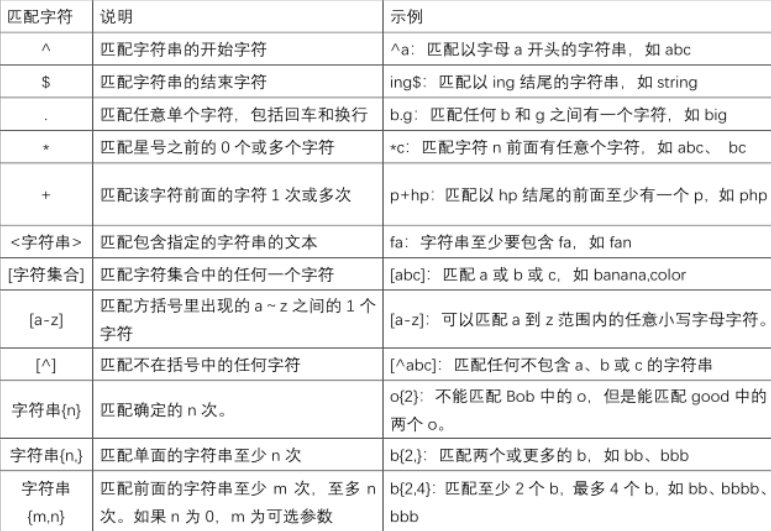 匹配字符 说明 示例
^ 匹配字符串的开始字符 ^a：匹配以字母 a 开头的字符串，如 abc
$ 匹配字符串的结束字符 ing$：匹配以 ing 结尾的字符串，如 string
. 匹配任意单个字符，包括回车和换行 b.g：匹配任何 b 和 g 之间有一个字符，如 big
* 匹配星号之前的 0 个或多个字符 *c：匹配字符 n 前面有任意个字符，如 abc、 bc
+ 匹配该字符前面的字符 1 次或多次 p+hp：匹配以 hp 结尾的前面至少有一个 p，如 php
<字符串> 匹配包含指定的字符串的文本 fa：字符串至少要包含 fa，如 fan
[字符集合] 匹配字符集合中的任何一个字符 [abc]：匹配 a 或 b 或 c，如 banana,color
[a-z] 匹配方括号里出现的 a～z 之间的 1 个
字符 [a-z]：可以匹配 a 到 z 范围内的任意小写字母字符。
[^] 匹配不在括号中的任何字符 [^abc]：匹配任何不包含 a、b 或 c 的字符串
字符串{n} 匹配确定的 n 次。 o{2}：不能匹配 Bob 中的 o，但是能匹配 good 中的
两个 o。
字符串{n,} 匹配单面的字符串至少 n 次 b{2,}：匹配两个或更多的 b，如 bb、bbb
字符串 匹配前面的字符串至少 m 次，至多 n b{2,4}：匹配至少 2 个 b，最多 4 个 b，如 bb、bbbb、
{m,n} 次。如果 n 为 0，m 为可选参数 bbb